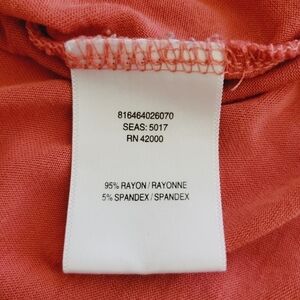 816464026070
SEAS: 5017
RN 42000
95% RAYON / RAYONNE
5% SPANDEX / SPANDEX